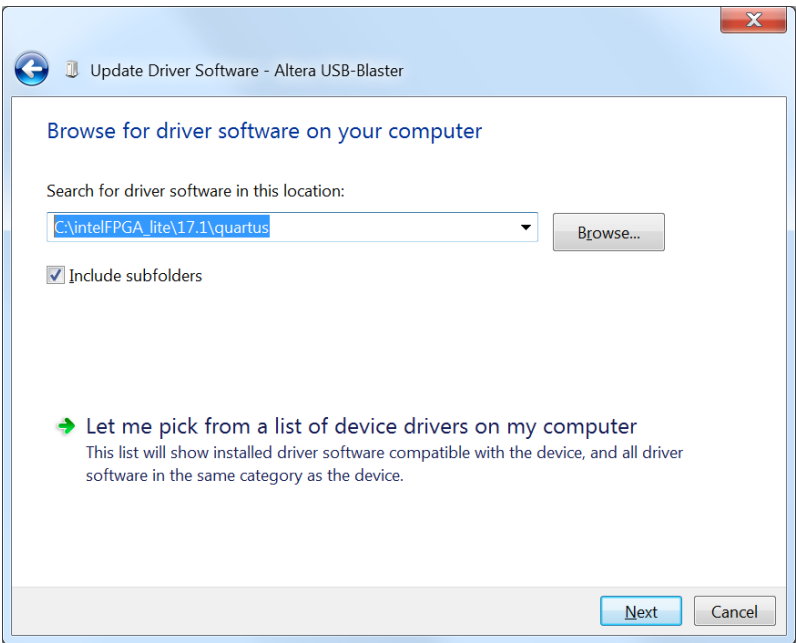 Update Driver Software - Altera USB-Blaster
Browse for driver software on your computer
Search for driver software in this location:
C:\intelFPGA_lite\17.1\quartus
Browse...
Include subfolders
Let me pick from a list of device drivers on my computer
This list will show installed driver software compatible with the device, and all driver
software in the same category as the device.
Next
Cancel